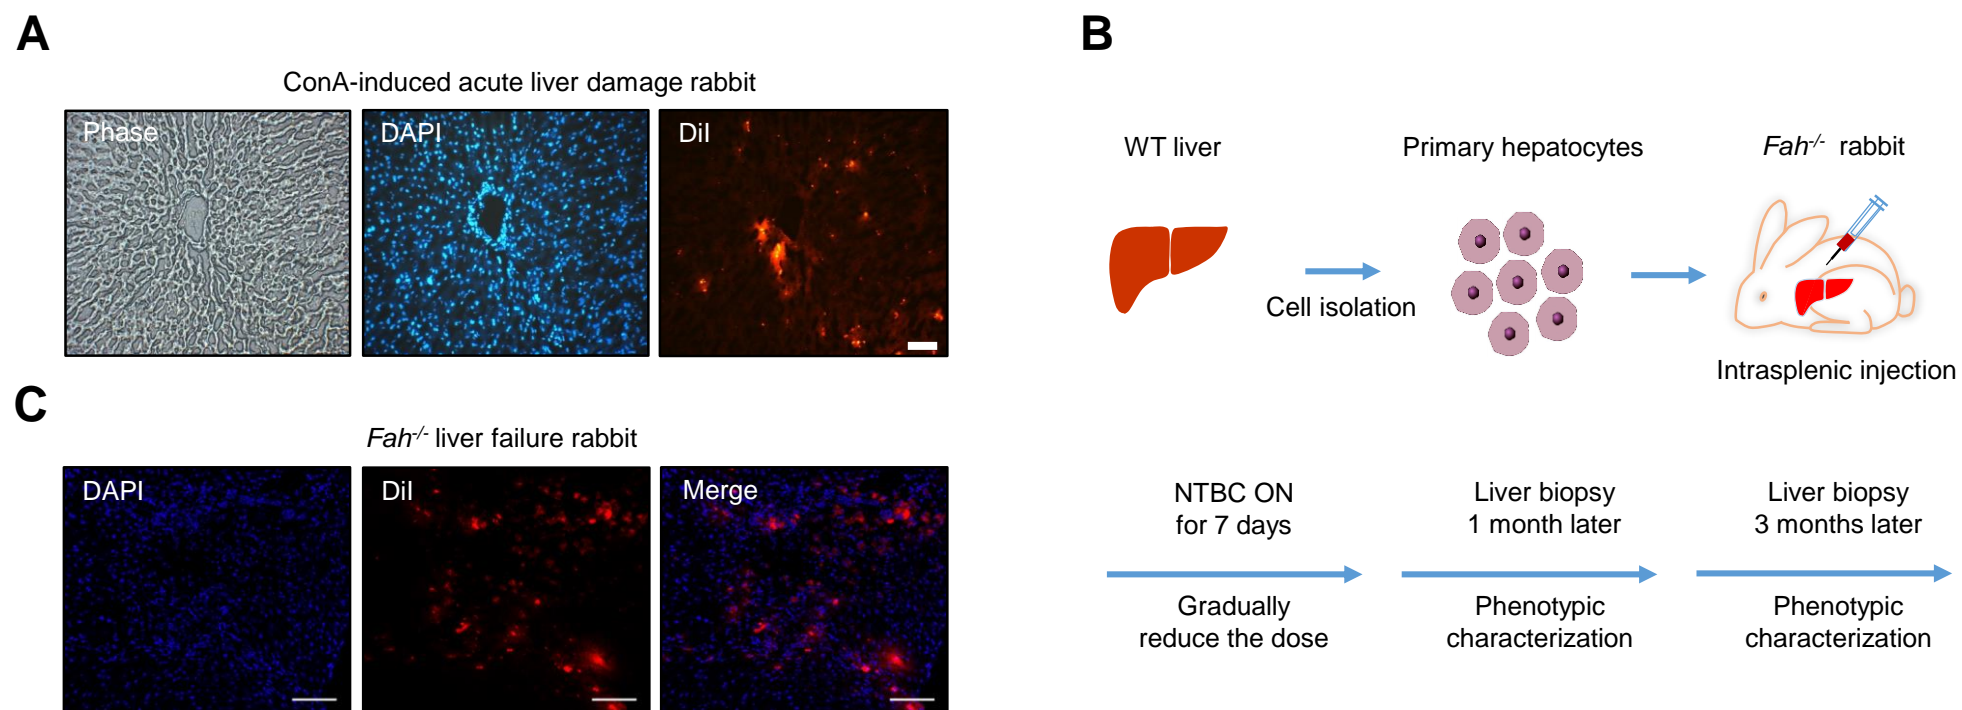 A
ConA-induced acute liver damage rabbit
Phase
DAPI
DiI
B
WT liver
Primary hepatocytes
Fah-/- rabbit
Cell isolation
Intrasplenic injection
NTBC ON
for 7 days
Gradually
reduce the dose
Liver biopsy
1 month later
Phenotypic
characterization
Liver biopsy
3 months later
Phenotypic
characterization
C
Fah-/- liver failure rabbit
DAPI
DiI
Merge